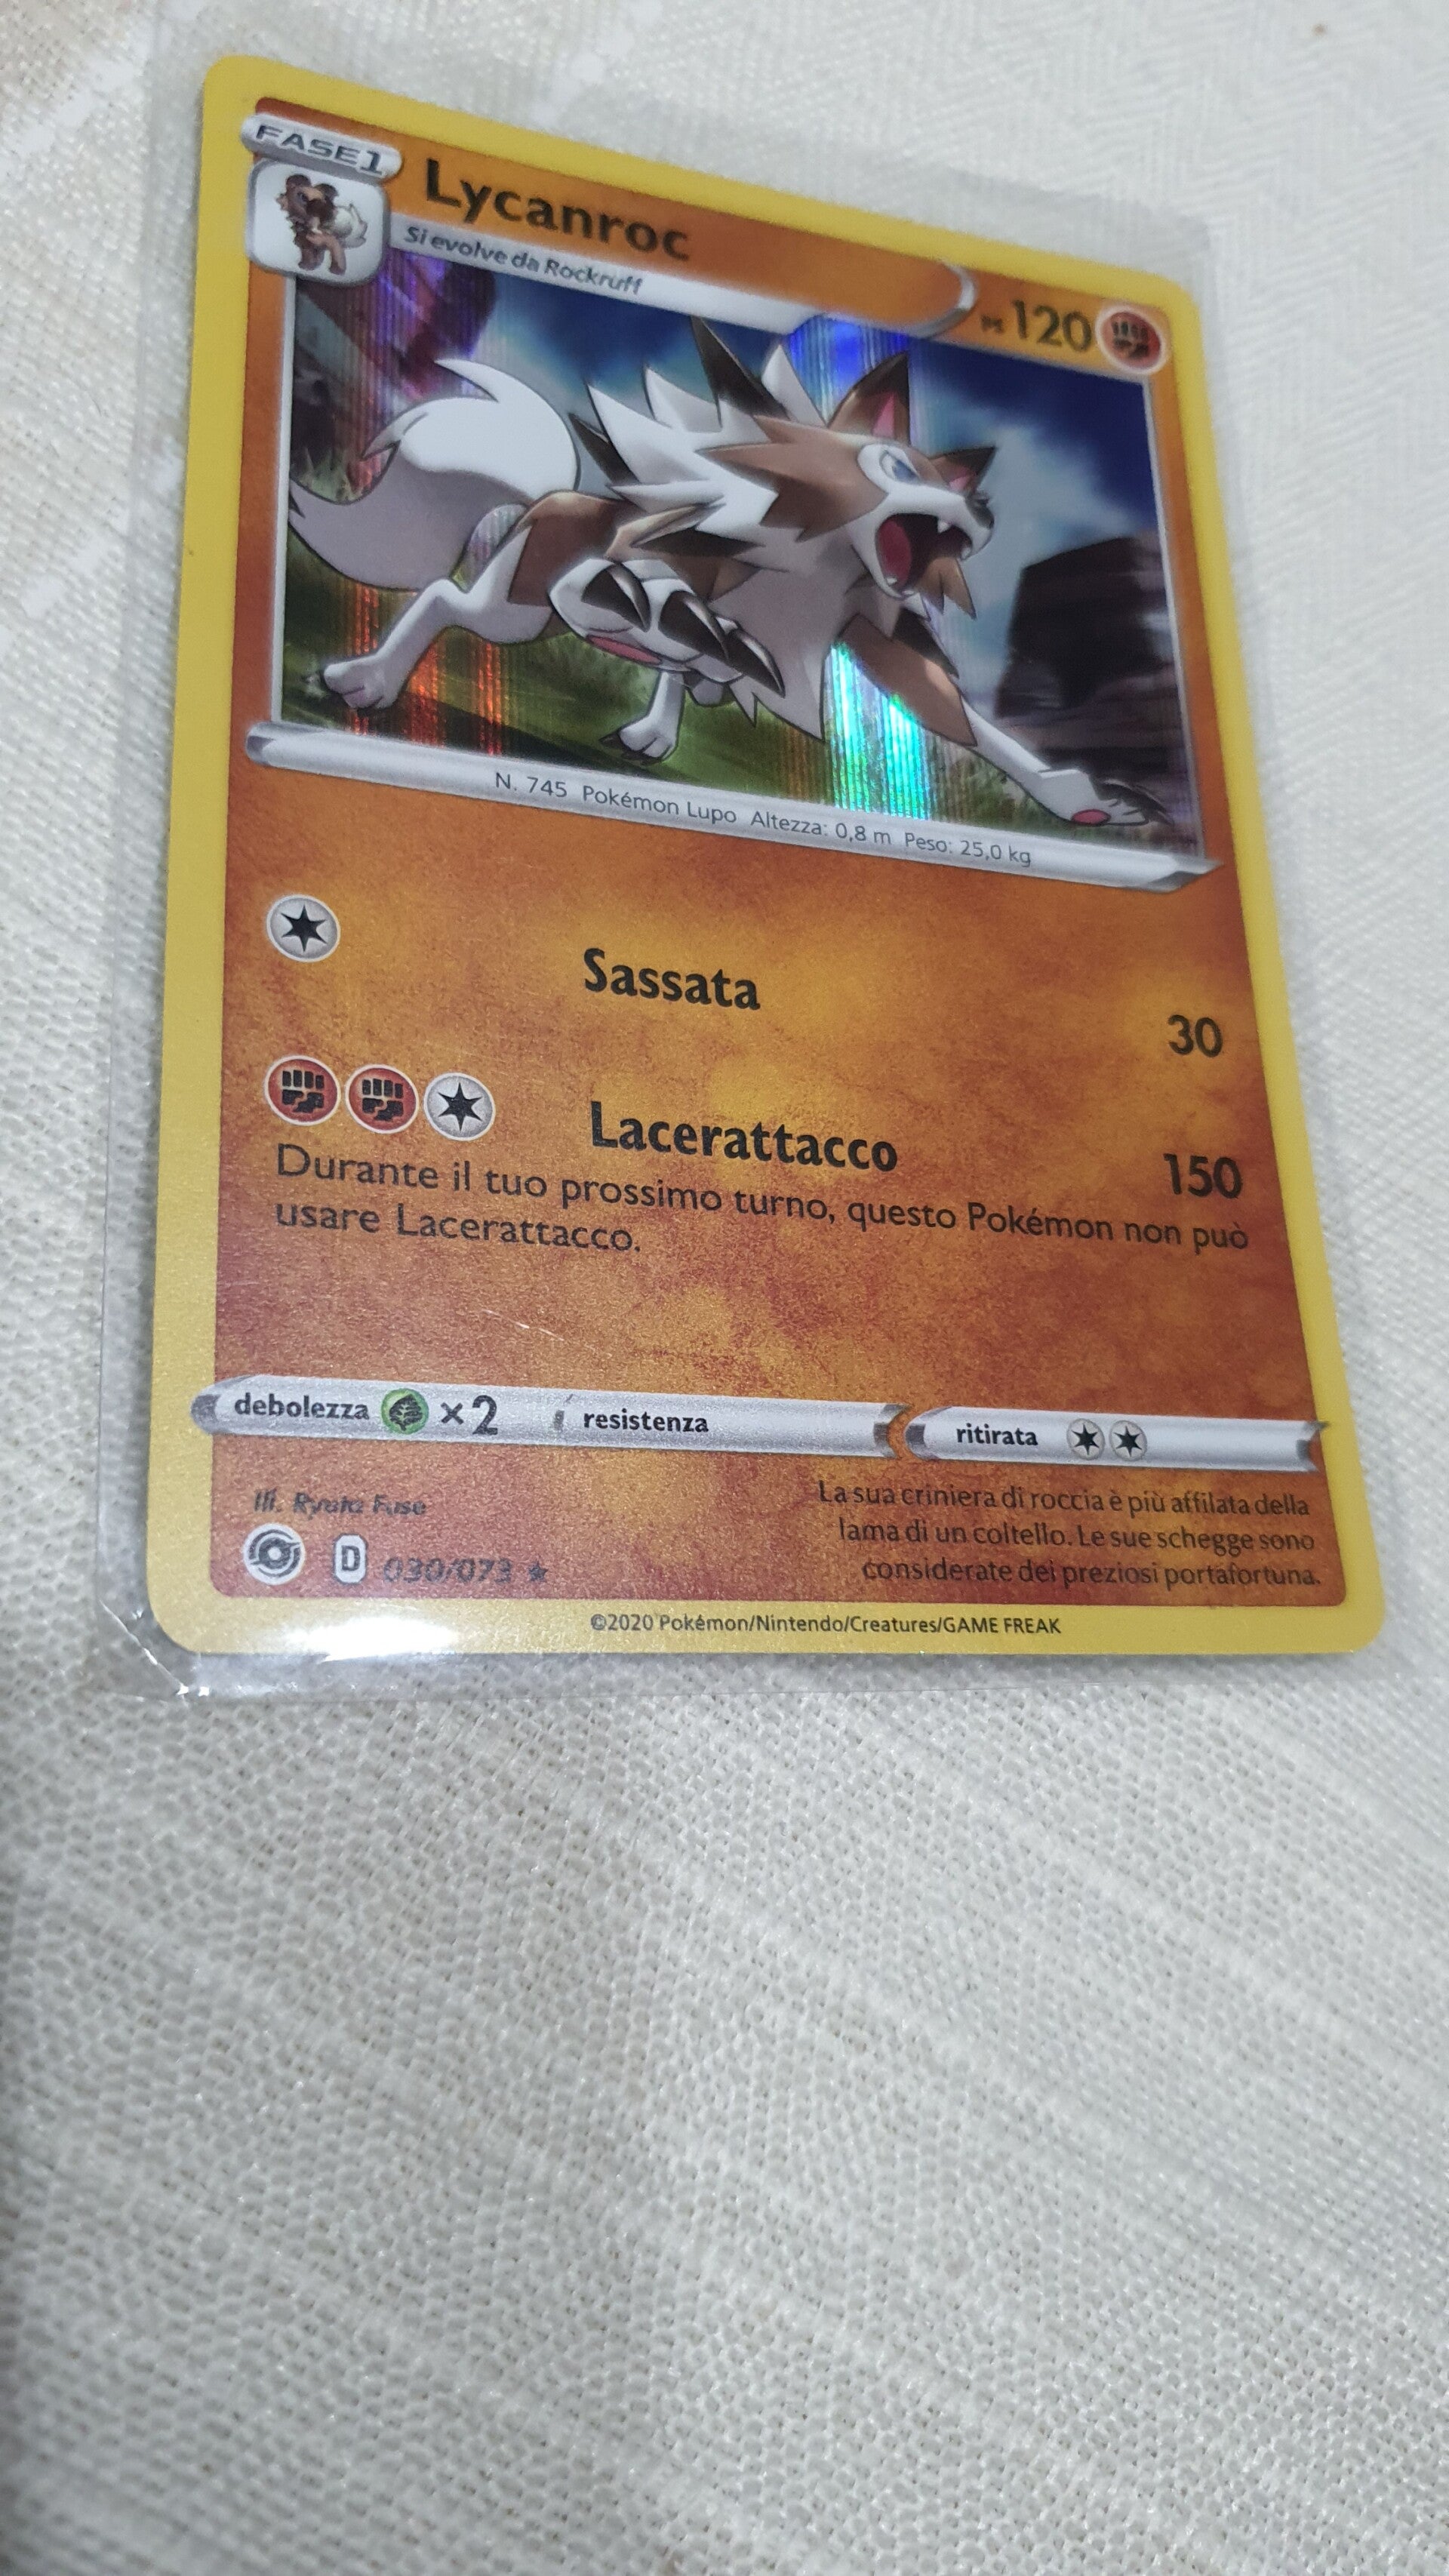 FASE1
Lycanroc
Si evolve da Rockruff
PS 120
N. 745 Pokémon Lupo Altezza: 0,8 m Peso: 25,0 kg
Sassata
30
Lacerattacco
150
Durante il tuo prossimo turno, questo Pokémon non può
usare Lacerattacco.
debolezza ×2 resistenza ritirata
Ill. Ryota Fuse
D 030/073
La sua criniera di roccia è più affilata della
lama di un coltello. Le sue schegge sono
considerate dei preziosi portafortuna.
©2020 Pokémon/Nintendo/Creatures/GAME FREAK